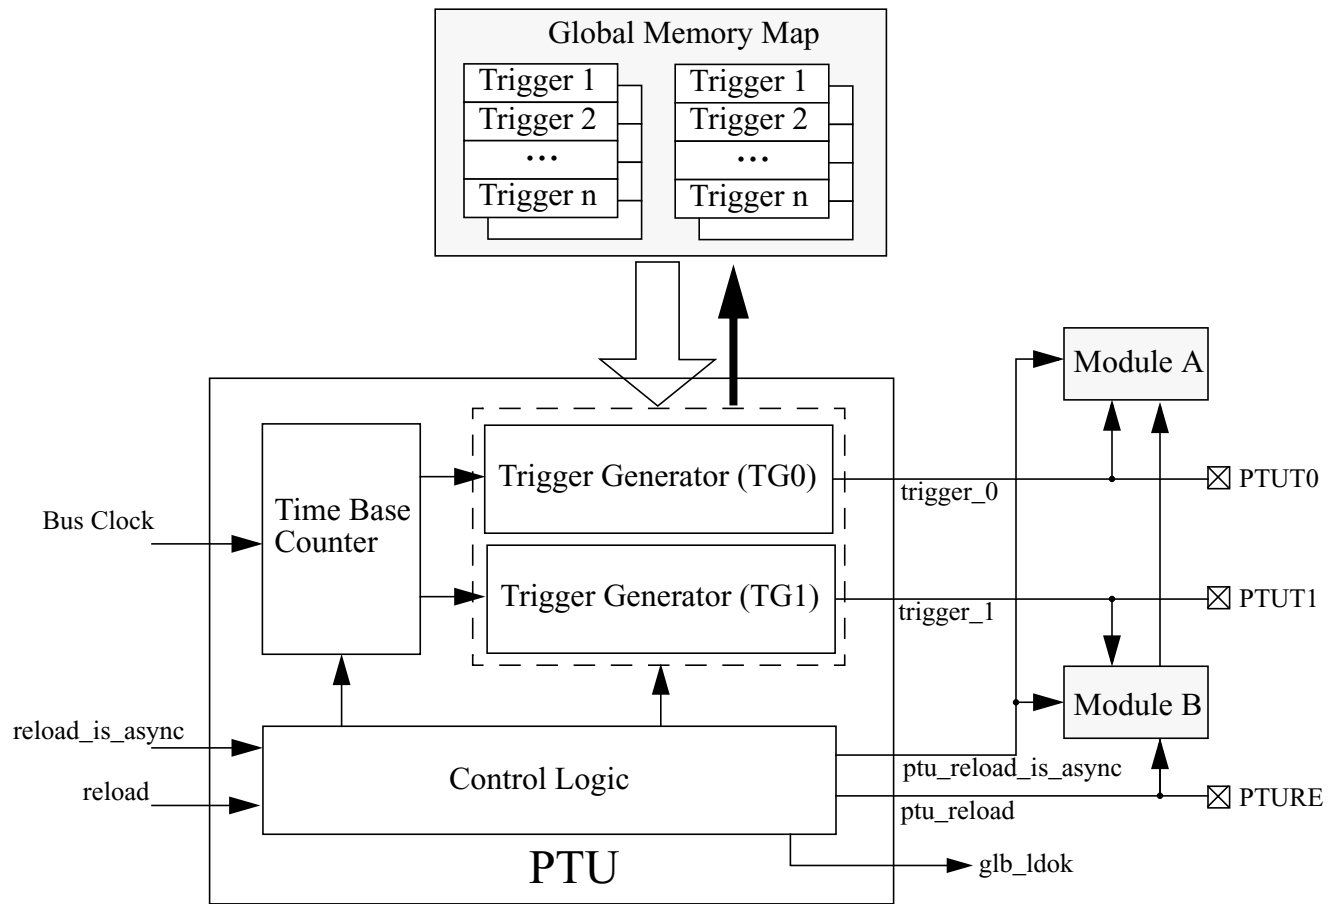 Global Memory Map
Trigger 1
Trigger 2
...
Trigger n
Trigger 1
Trigger 2
...
Trigger n
Module A
Trigger Generator (TG0)
trigger_0
PTUT0
Bus Clock
Time Base
Counter
Trigger Generator (TG1)
trigger_1
PTUT1
Module B
reload_is_async
reload
Control Logic
ptu_reload_is_async
ptu_reload
PTURE
PTU
glb_ldok